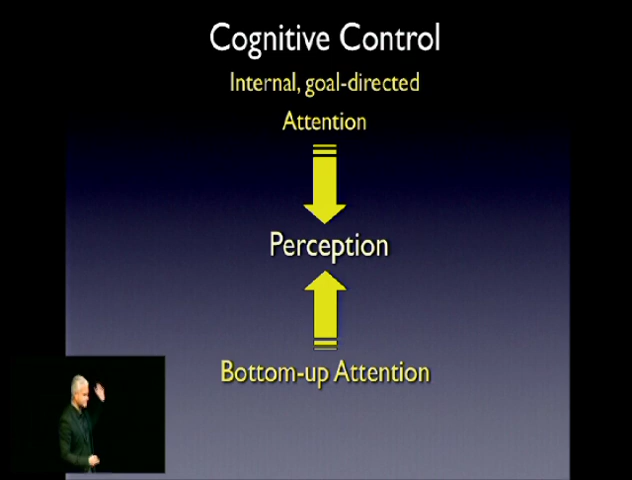 Cognitive Control
Internal, goal-directed
Attention
Perception
Bottom-up Attention